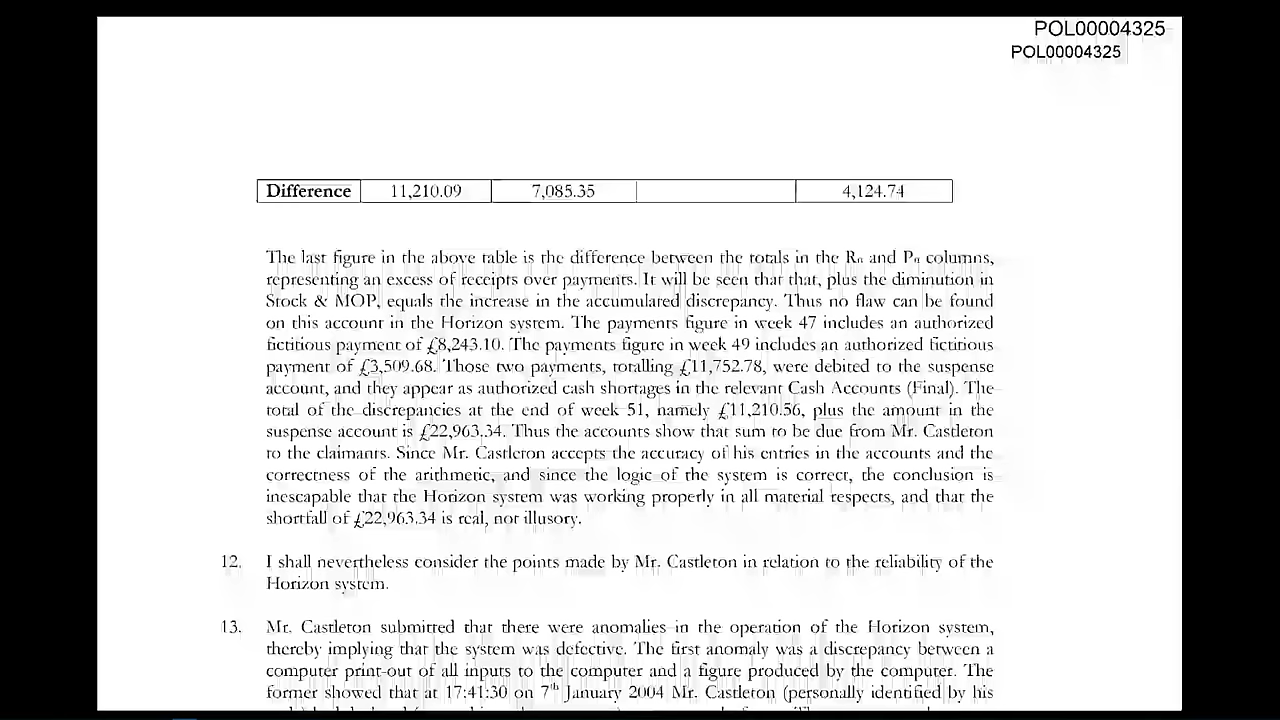 POL00004325
POL00004325
Difference 11,210.09 7,085.35 4,124.74
The last figure in the above table is the difference between the totals in the Rn and Pn columns,
representing an excess of receipts over payments. It will be seen that that, plus the diminution in
Stock & MOP, equals the increase in the accumulated discrepancy. Thus no flaw can be found
on this account in the Horizon system. The payments figure in week 47 includes an authorized
fictitious payment of £8,243.10. The payments figure in week 49 includes an authorized fictitious
payment of £3,509.68. Those two payments, totalling £11,752.78, were debited to the suspense
account, and they appear as authorized cash shortages in the relevant Cash Accounts (Final). The
total of the discrepancies at the end of week 51, namely £11,210.56, plus the amount in the
suspense account is £22,963.34. Thus the accounts show that sum to be due from Mr. Castleton
to the claimants. Since Mr. Castleton accepts the accuracy of his entries in the accounts and the
correctness of the arithmetic, and since the logic of the system is correct, the conclusion is
inescapable that the Horizon system was working properly in all material respects, and that the
shortfall of £22,963.34 is real, not illusory.
12. I shall nevertheless consider the points made by Mr. Castleton in relation to the reliability of the
Horizon system.
13. Mr. Castleton submitted that there were anomalies in the operation of the Horizon system,
thereby implying that the system was defective. The first anomaly was a discrepancy between a
computer print-out of all inputs to the computer and a figure produced by the computer. The
former showed that at 17:41:30 on 7th January 2004 Mr. Castleton (personally identified by his